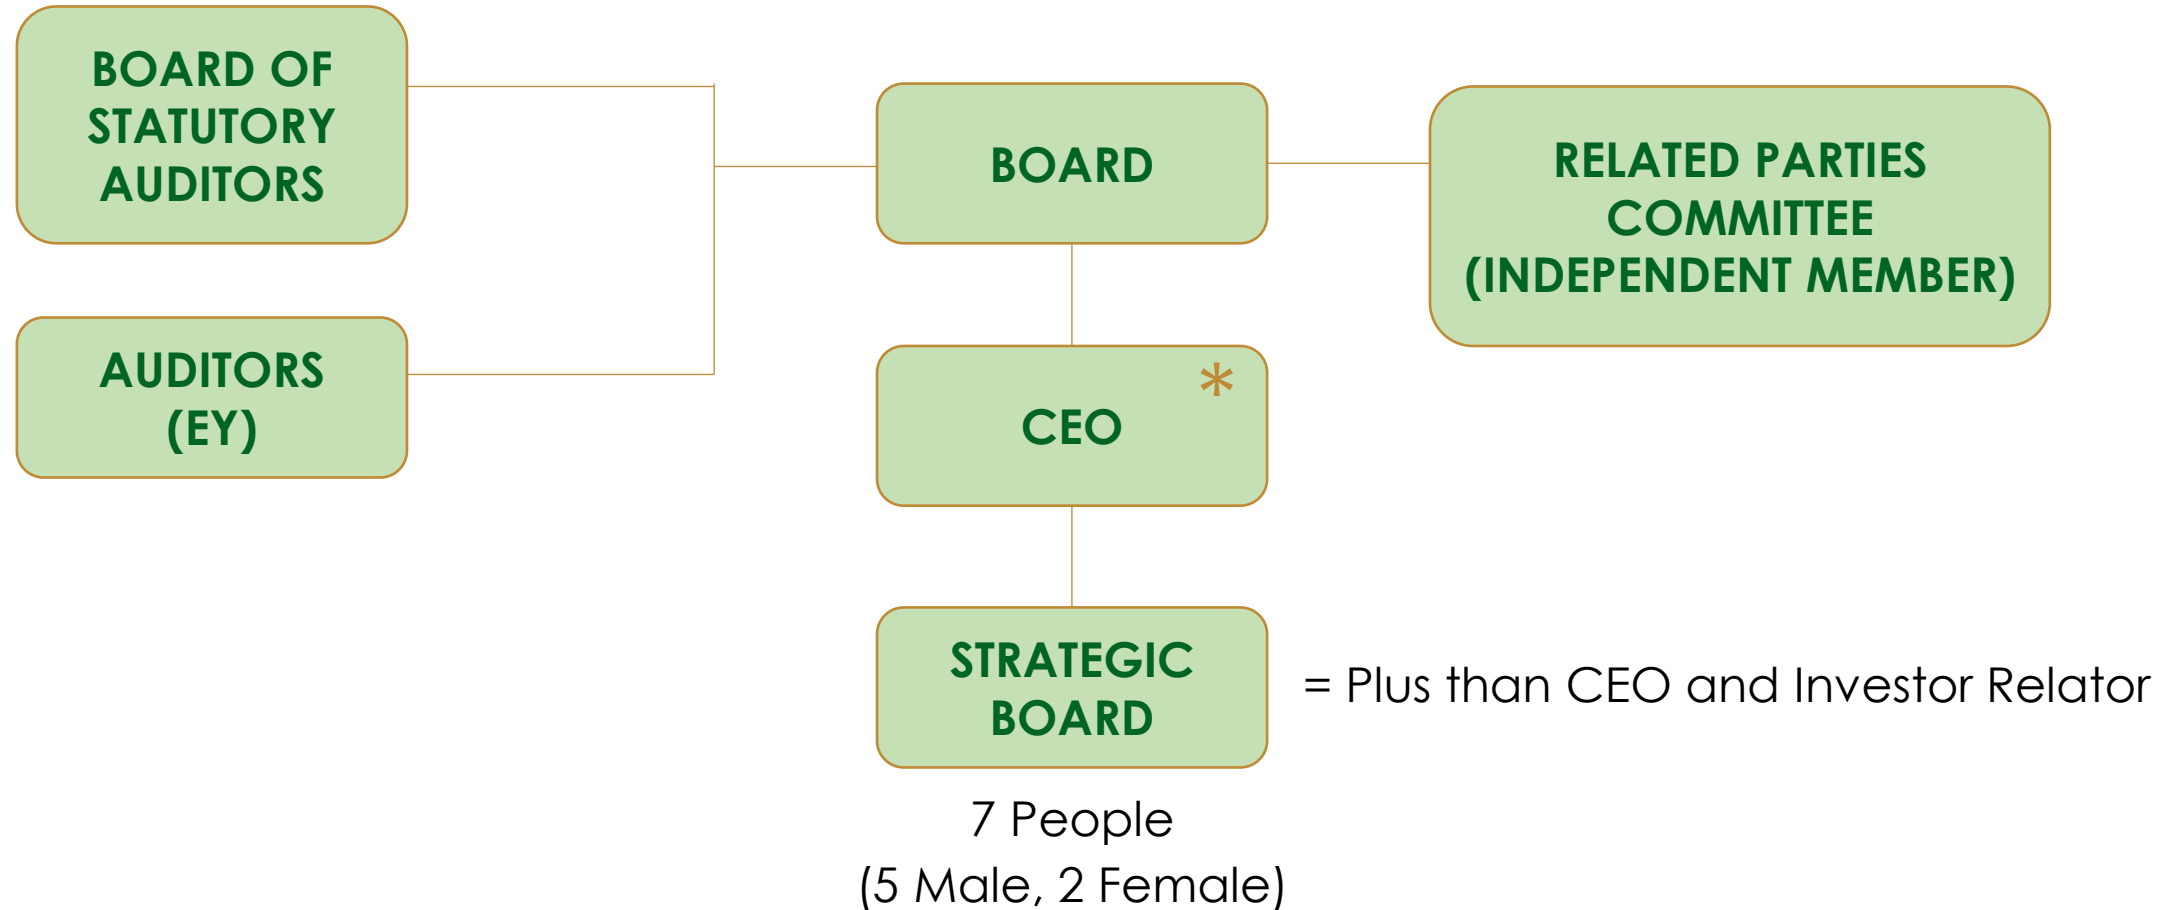 BOARD OF
STATUTORY
AUDITORS
AUDITORS
(EY)
BOARD
RELATED PARTIES
COMMITTEE
(INDEPENDENT MEMBER)
*
CEO
STRATEGIC
BOARD
= Plus than CEO and Investor Relator
7 People
(5 Male, 2 Female)